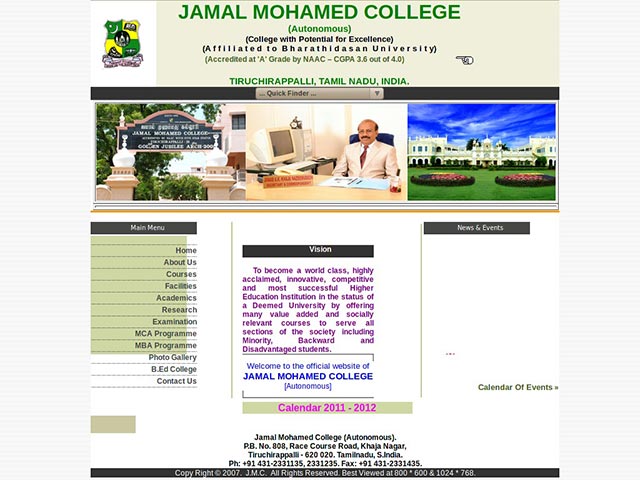 JAMAL MOHAMED COLLEGE
(Autonomous)
(College with Potential for Excellence)
(Affiliated to Bharathidasan University)
(Accredited at 'A' Grade by NAAC – CGPA 3.6 out of 4.0)
TIRUCHIRAPPALLI, TAMIL NADU, INDIA.
... Quick Finder ...
JAMAL MOHAMED COLLEGE
GOLDEN JUBILEE ARCH-2001
Main Menu
Home
About Us
Courses
Facilities
Academics
Research
Examination
MCA Programme
MBA Programme
Photo Gallery
B.Ed College
Contact Us
Vision
To become a world class, highly
acclaimed, innovative, competitive
and most successful Higher
Education Institution in the status of
a Deemed University by offering
many value added and socially
relevant courses to serve all
sections of the society including
Minority, Backward and
Disadvantaged students.
Welcome to the official website of
JAMAL MOHAMED COLLEGE
[Autonomous]
Calendar 2011 - 2012
News & Events
Calendar Of Events »
Jamal Mohamed College (Autonomous).
P.B. No. 808, Race Course Road, Khaja Nagar,
Tiruchirappalli - 620 020. Tamilnadu, S.India.
Ph: +91 431-2331135, 2331235. Fax: +91 431-2331435.
Copy Right © 2007. J.M.C. All Rights Reserved. Best Viewed at 800 * 600 & 1024 * 768.